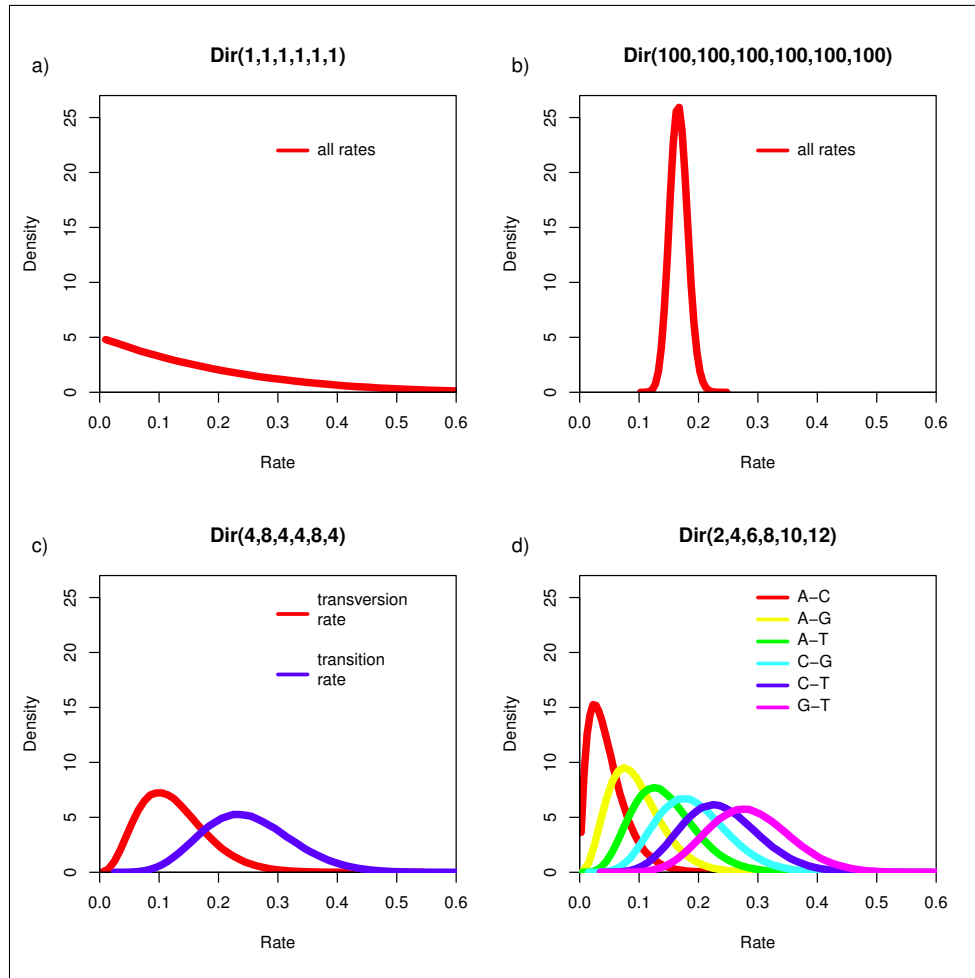 a)
Dir(1,1,1,1,1,1)
all rates
Density
0 5 10 15 20 25
0.0 0.1 0.2 0.3 0.4 0.5 0.6
Rate
b)
Dir(100,100,100,100,100,100)
all rates
Density
0 5 10 15 20 25
0.0 0.1 0.2 0.3 0.4 0.5 0.6
Rate
c)
Dir(4,8,4,4,8,4)
transversion
rate
transition
rate
Density
0 5 10 15 20 25
0.0 0.1 0.2 0.3 0.4 0.5 0.6
Rate
d)
Dir(2,4,6,8,10,12)
A−C
A−G
A−T
C−G
C−T
G−T
Density
0 5 10 15 20 25
0.0 0.1 0.2 0.3 0.4 0.5 0.6
Rate